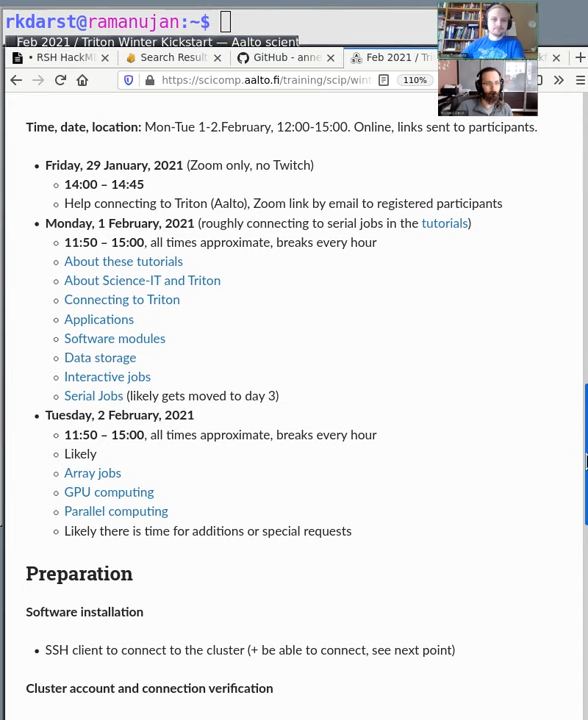 rkdarst@ramanujan:~$
Feb 2021 / Triton Winter Kickstart — Aalto scient
RSH HackM
Search Result
GitHub - anne
Feb 2021 / Tri
https://scicomp.aalto.fi/training/scip/wint
110%
Time, date, location: Mon-Tue 1-2.February, 12:00-15:00. Online, links sent to participants.
• Friday, 29 January, 2021 (Zoom only, no Twitch)
◦ 14:00 – 14:45
◦ Help connecting to Triton (Aalto), Zoom link by email to registered participants
• Monday, 1 February, 2021 (roughly connecting to serial jobs in the tutorials)
◦ 11:50 – 15:00, all times approximate, breaks every hour
◦ About these tutorials
◦ About Science-IT and Triton
◦ Connecting to Triton
◦ Applications
◦ Software modules
◦ Data storage
◦ Interactive jobs
◦ Serial Jobs (likely gets moved to day 3)
• Tuesday, 2 February, 2021
◦ 11:50 – 15:00, all times approximate, breaks every hour
◦ Likely
◦ Array jobs
◦ GPU computing
◦ Parallel computing
◦ Likely there is time for additions or special requests
Preparation
Software installation
• SSH client to connect to the cluster (+ be able to connect, see next point)
Cluster account and connection verification